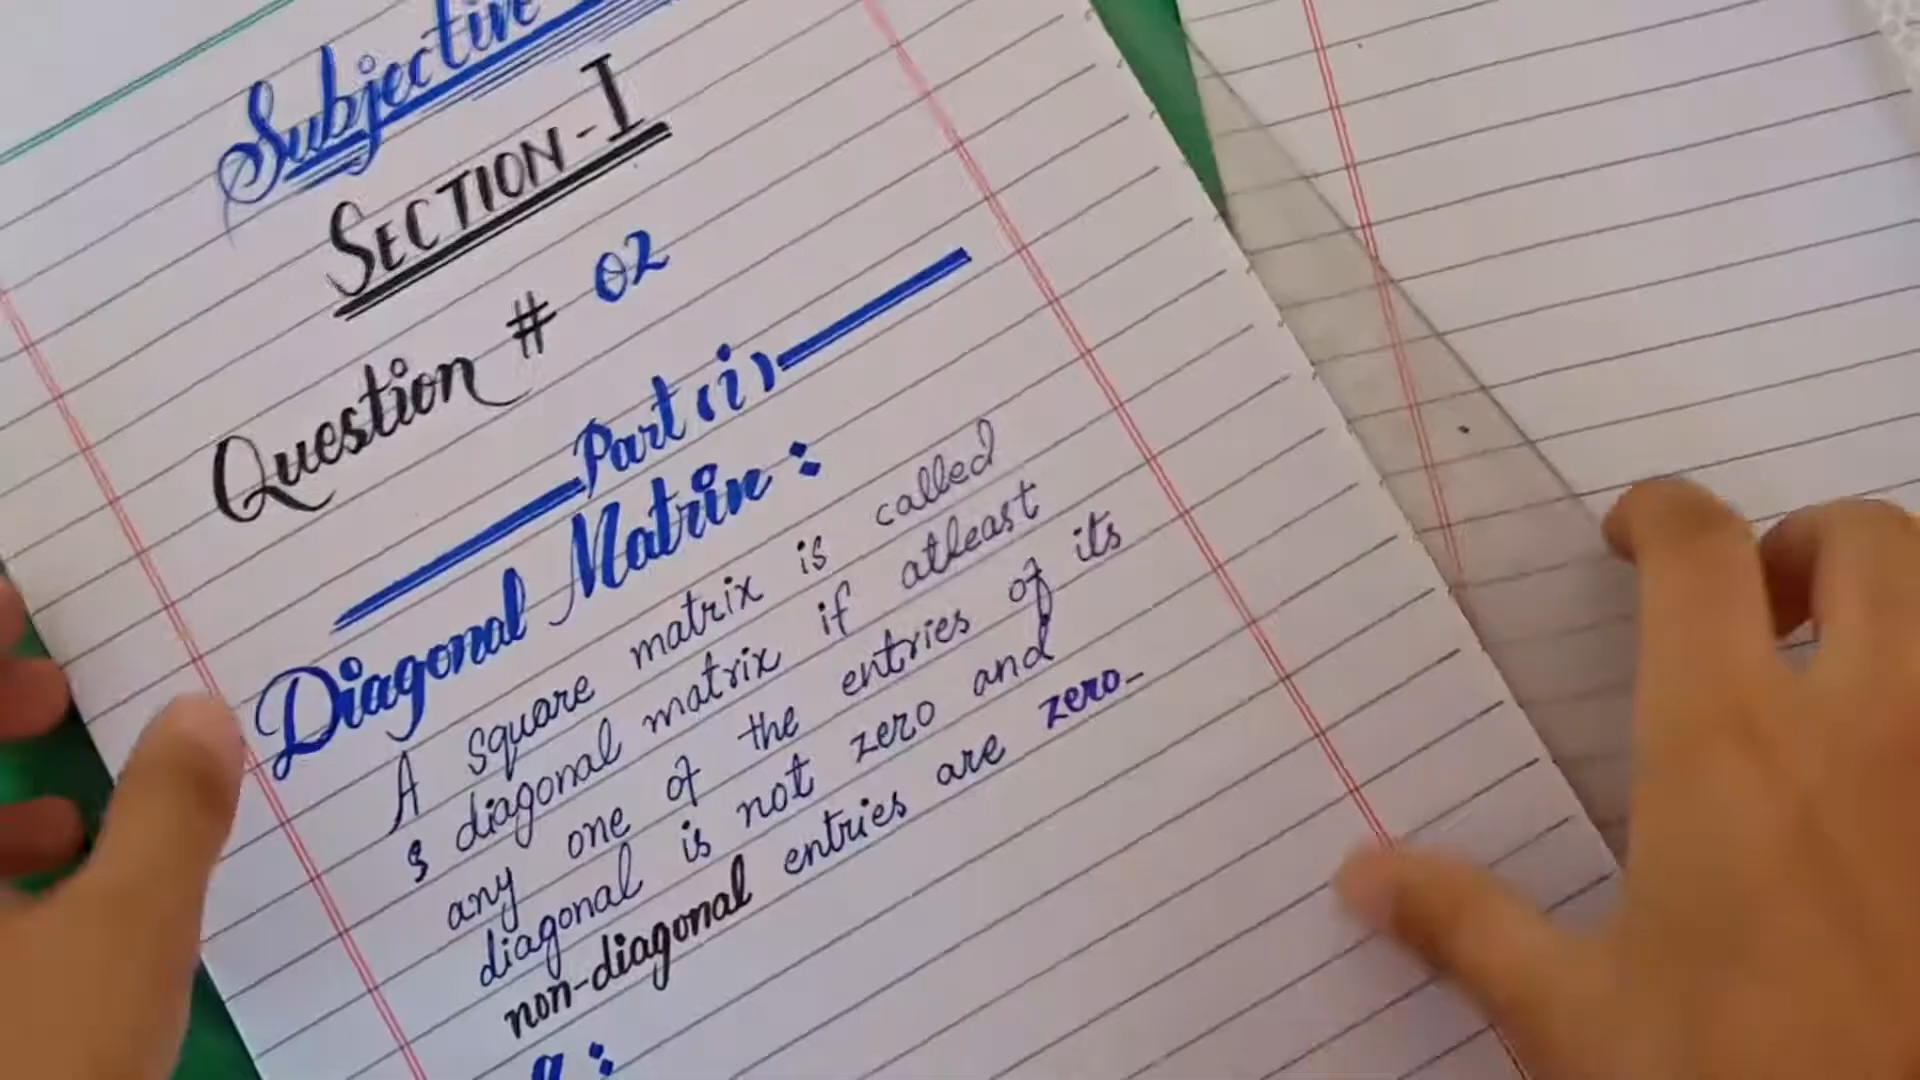 Subjective
SECTION-I
Question # 02
Part (i)
Diagonal Matrix :
A square matrix is called
s diagonal matrix if atleast
any one of the entries of its
diagonal is not zero and
non-diagonal entries are zero-